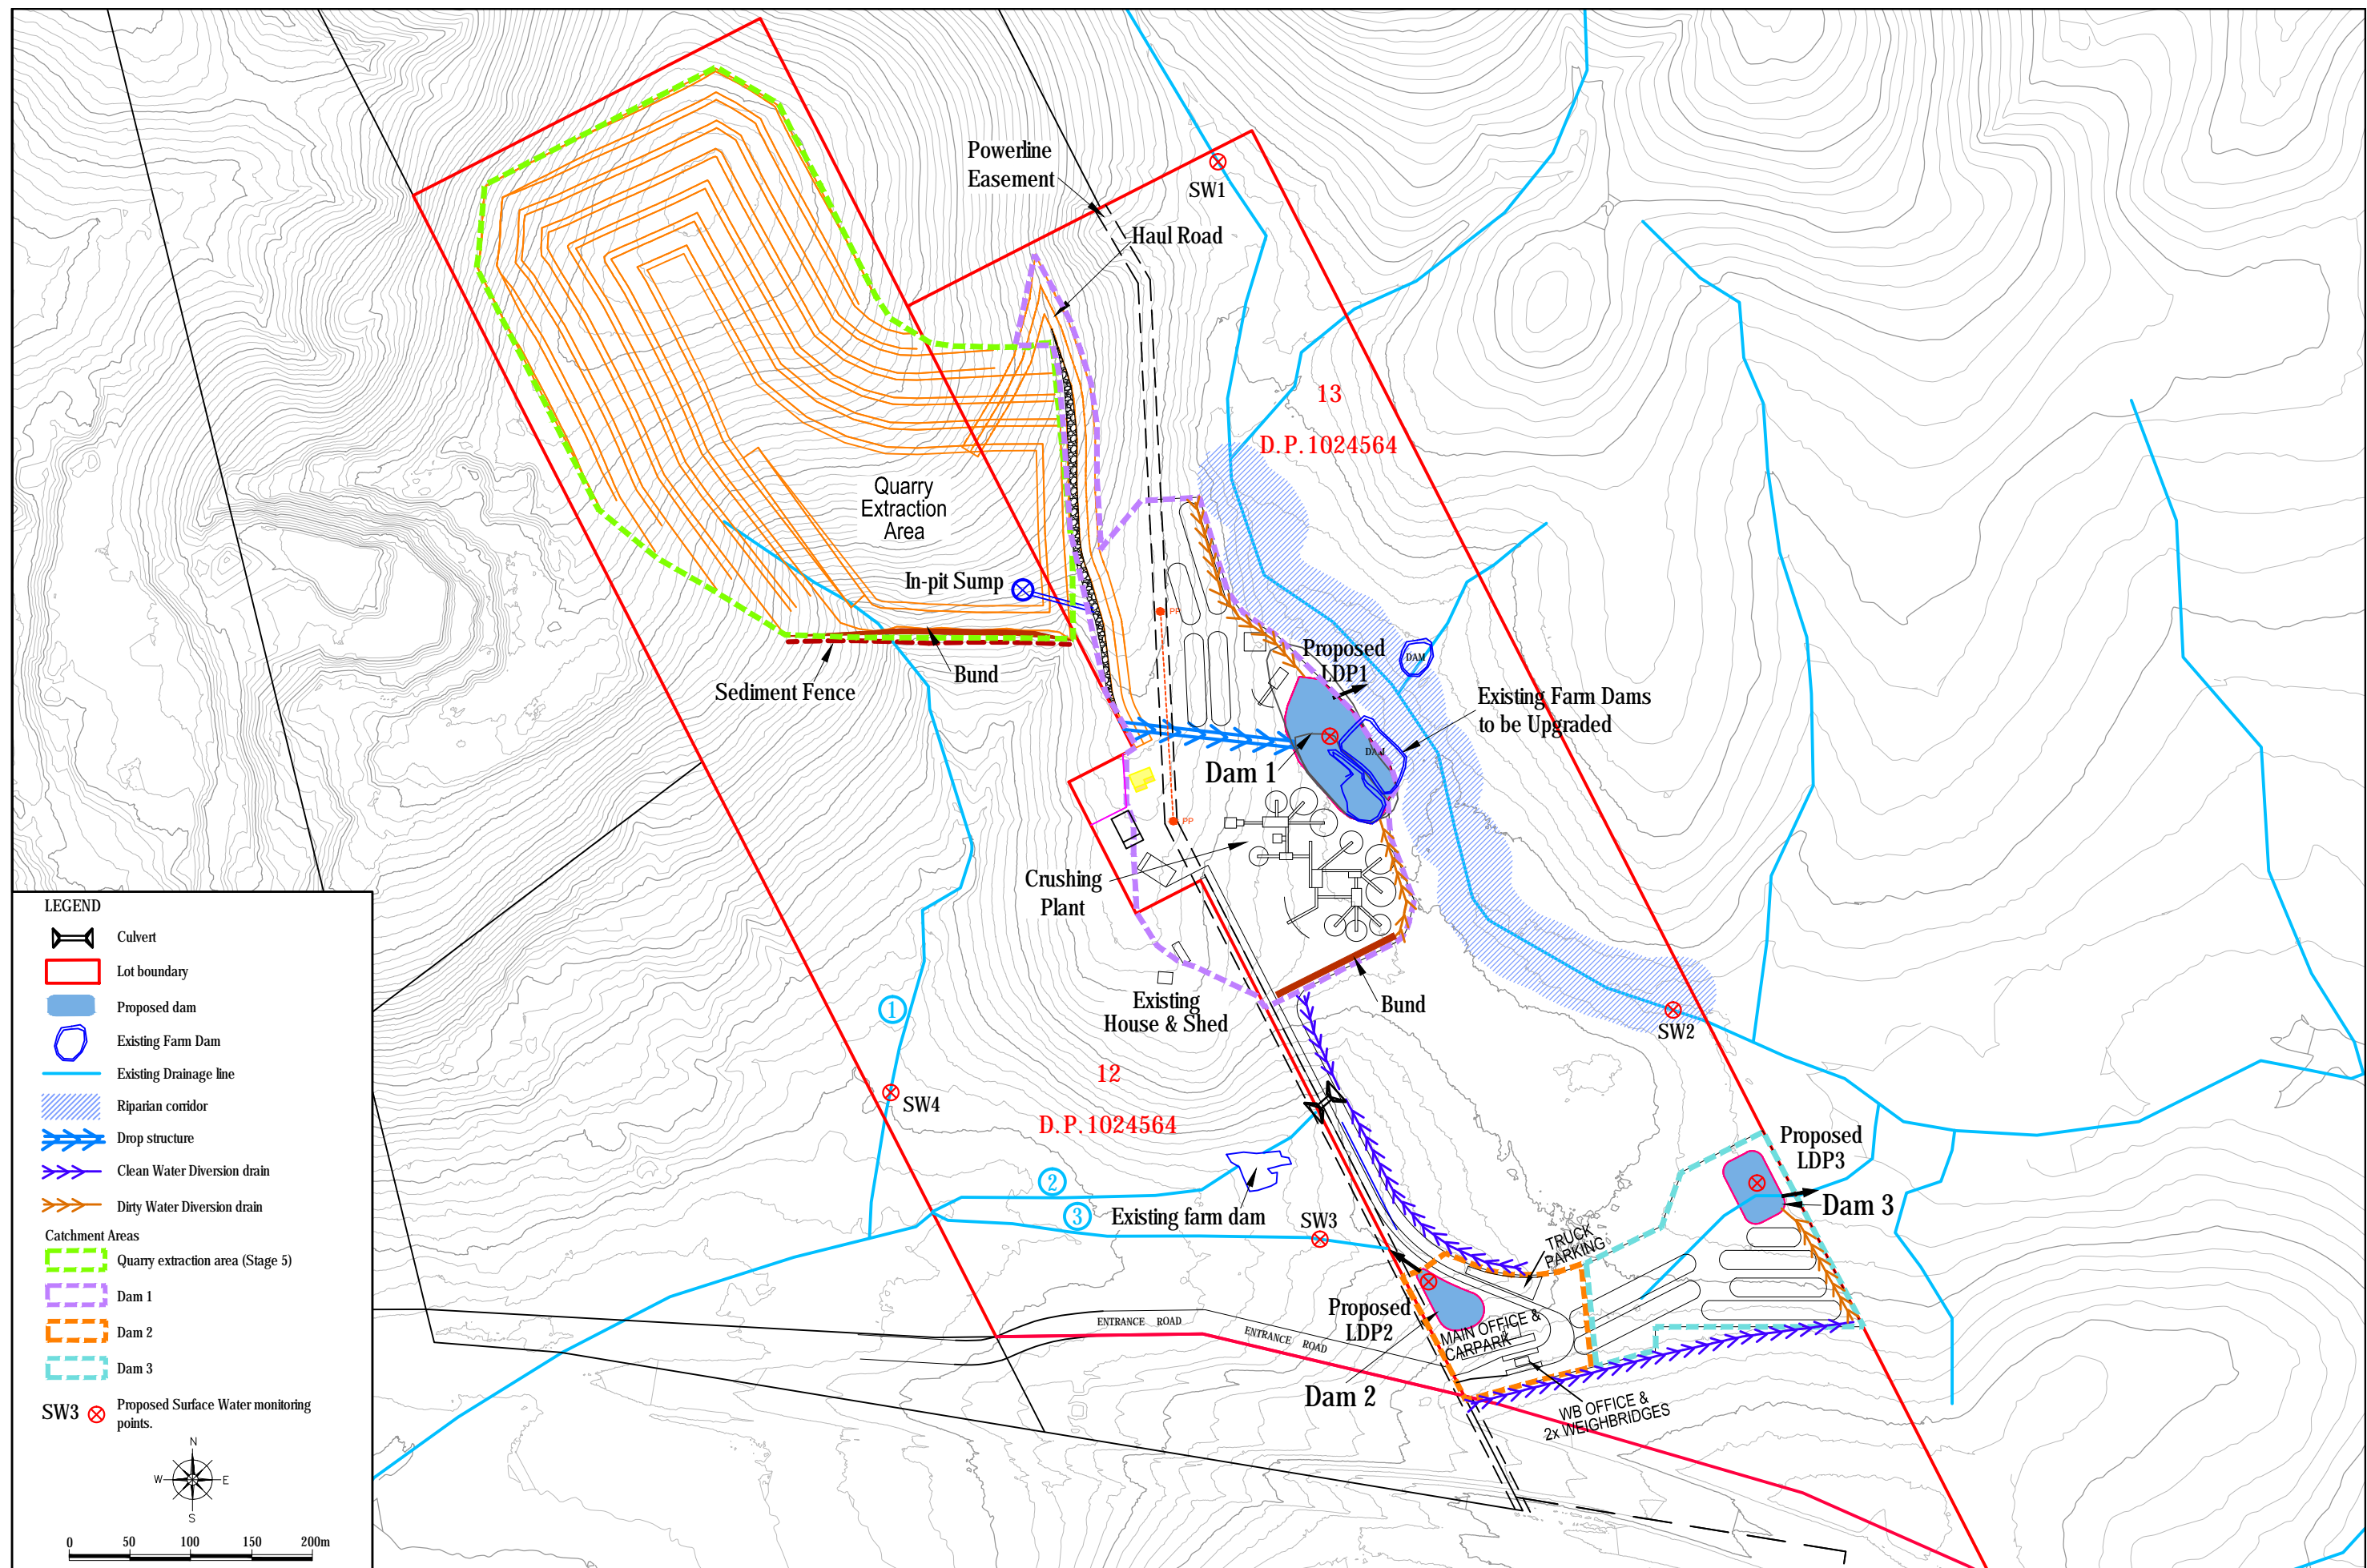 Powerline
Easement
SW1
Haul Road
13
D.P. 1024564
Quarry
Extraction
Area
In-pit Sump
PP
Proposed
LDP1
DAM
Bund
Sediment Fence
Existing Farm Dams
to be Upgraded
DAM
Dam 1
PP
Crushing
Plant
Existing
House & Shed
Bund
SW2
1
12
SW4
D.P. 1024564
Proposed
LDP3
2
3
Existing farm dam
SW3
Dam 3
TRUCK
PARKING
Proposed
LDP2
MAIN OFFICE &
CARPARK
ENTRANCE ROAD
ENTRANCE ROAD
Dam 2
WB OFFICE &
2x WEIGHBRIDGES
LEGEND
Culvert
Lot boundary
Proposed dam
Existing Farm Dam
Existing Drainage line
Riparian corridor
Drop structure
Clean Water Diversion drain
Dirty Water Diversion drain
Catchment Areas
Quarry extraction area (Stage 5)
Dam 1
Dam 2
Dam 3
SW3 Proposed Surface Water monitoring
points.
N
W E
S
0 50 100 150 200m